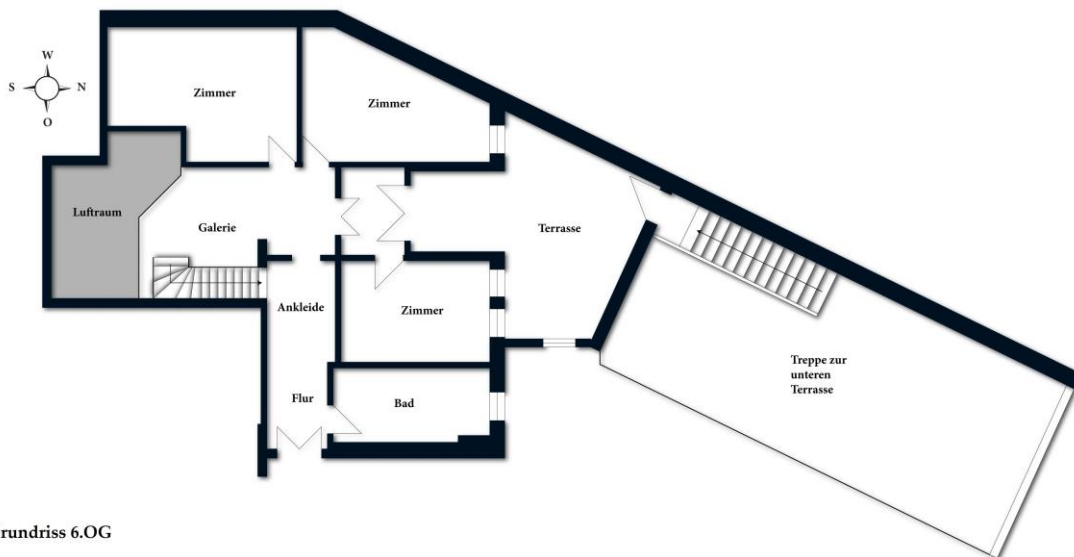 W
S N
O
Zimmer
Zimmer
Luftraum
Galerie
Terrasse
Ankleide
Zimmer
Treppe zur
unteren
Terrasse
Flur
Bad
rundriss 6.OG